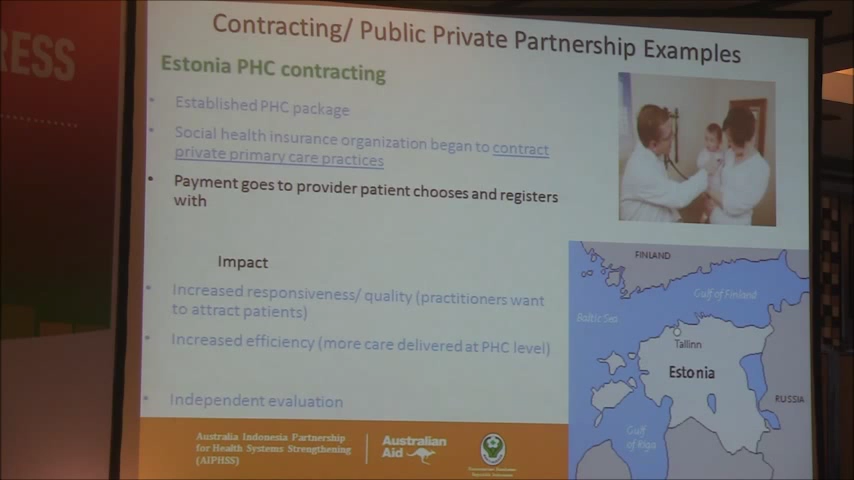 RESS
Contracting/ Public Private Partnership Examples
Estonia PHC contracting
• Established PHC package
• Social health insurance organization began to contract
private primary care practices
• Payment goes to provider patient chooses and registers
with
Impact
• Increased responsiveness/ quality (practitioners want
to attract patients)
• Increased efficiency (more care delivered at PHC level)
• Independent evaluation
FINLAND
Gulf of Finland
Baltic Sea
Tallinn
Estonia
RUSSIA
Gulf
of Riga
Australia Indonesia Partnership
for Health Systems Strengthening
(AIPHSS)
Australian
Aid